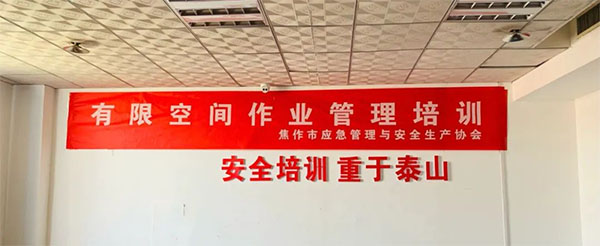 有限空间作业管理培训
焦作市应急管理与安全生产协会
安全培训 重于泰山